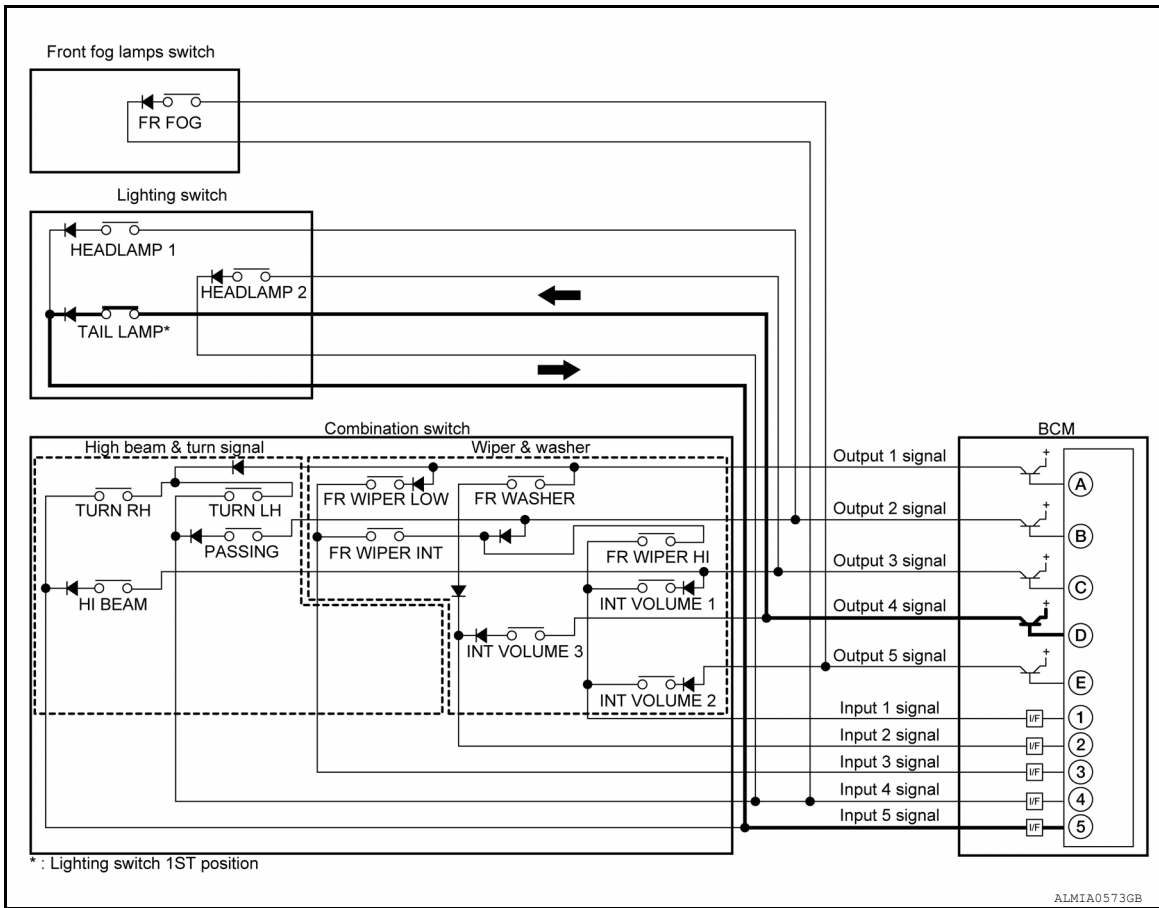 Front fog lamps switch
FR FOG
Lighting switch
HEADLAMP 1
HEADLAMP 2
TAIL LAMP*
Combination switch
High beam & turn signal
Wiper & washer
BCM
TURN RH
TURN LH
PASSING
HI BEAM
FR WIPER LOW
FR WASHER
FR WIPER INT
FR WIPER HI
INT VOLUME 1
INT VOLUME 3
INT VOLUME 2
Output 1 signal
+
A
Output 2 signal
+
B
Output 3 signal
+
C
Output 4 signal
+
D
Output 5 signal
+
E
Input 1 signal
I/F
1
Input 2 signal
I/F
2
Input 3 signal
I/F
3
Input 4 signal
I/F
4
Input 5 signal
I/F
5
* : Lighting switch 1ST position
ALMIA0573GB